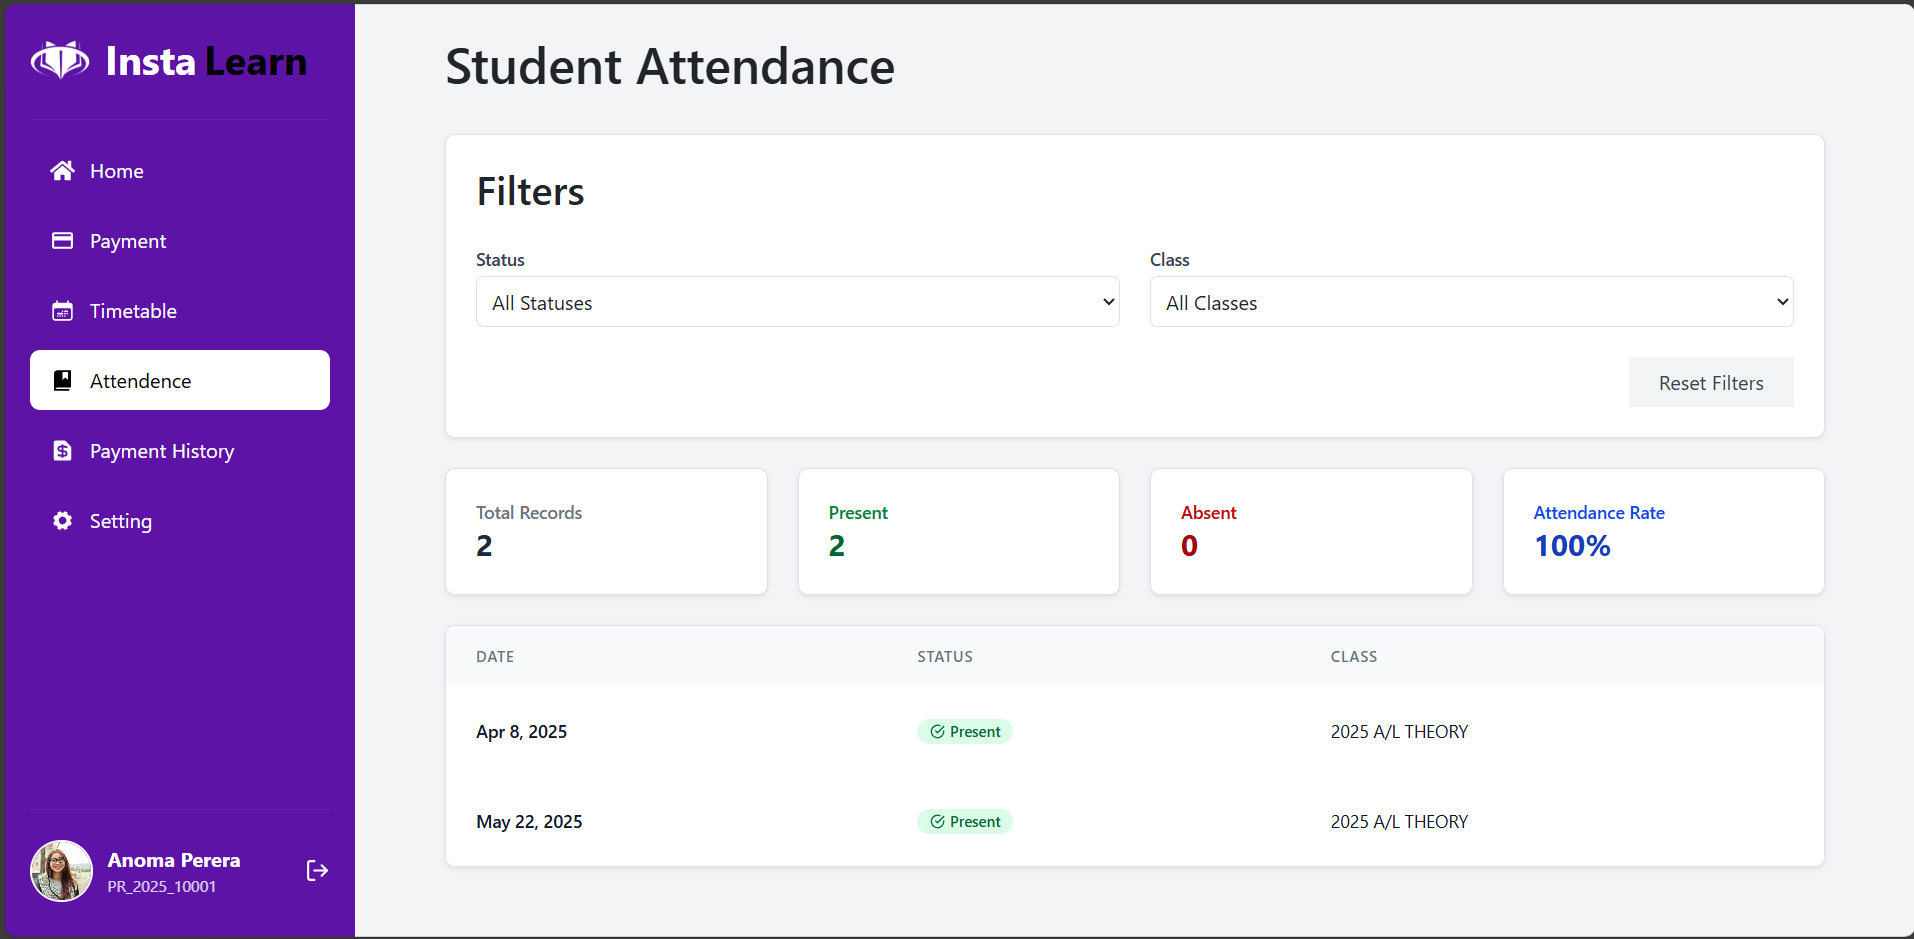 Insta Learn
Home
Payment
Timetable
Attendence
Payment History
Setting
Anoma Perera
PR_2025_10001
Student Attendance
Filters
Status
All Statuses
Class
All Classes
Reset Filters
Total Records
2
Present
2
Absent
0
Attendance Rate
100%
DATE STATUS CLASS
Apr 8, 2025 Present 2025 A/L THEORY
May 22, 2025 Present 2025 A/L THEORY